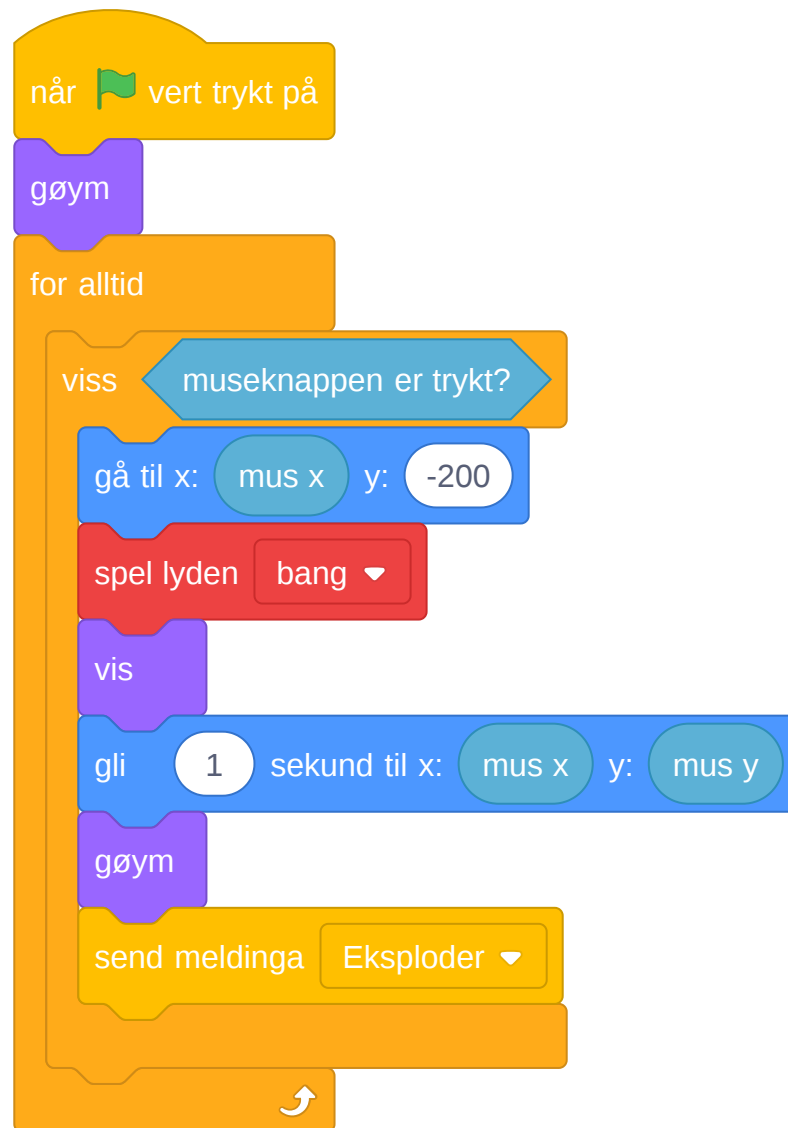 når vert trykt på
gøym
for alltid
viss museknappen er trykt?
gå til x: mus x y: -200
spel lyden bang
vis
gli 1 sekund til x: mus x y: mus y
gøym
send meldinga Eksploder